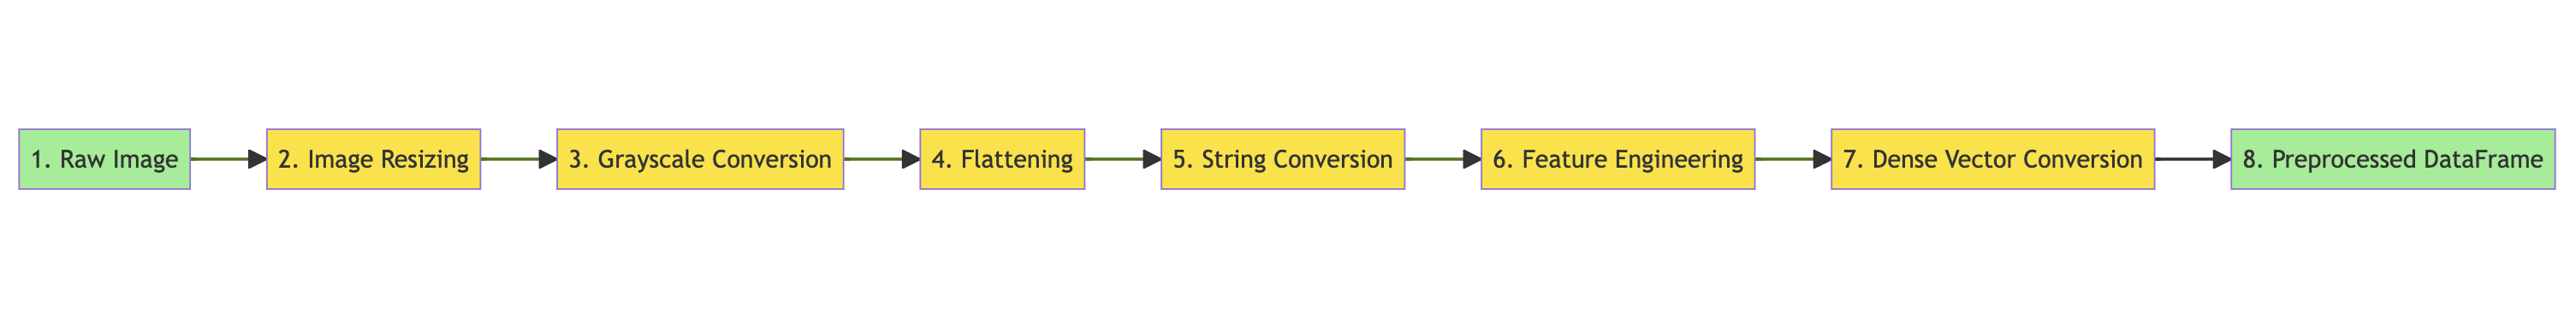 1. Raw Image
2. Image Resizing
3. Grayscale Conversion
4. Flattening
5. String Conversion
6. Feature Engineering
7. Dense Vector Conversion
8. Preprocessed DataFrame